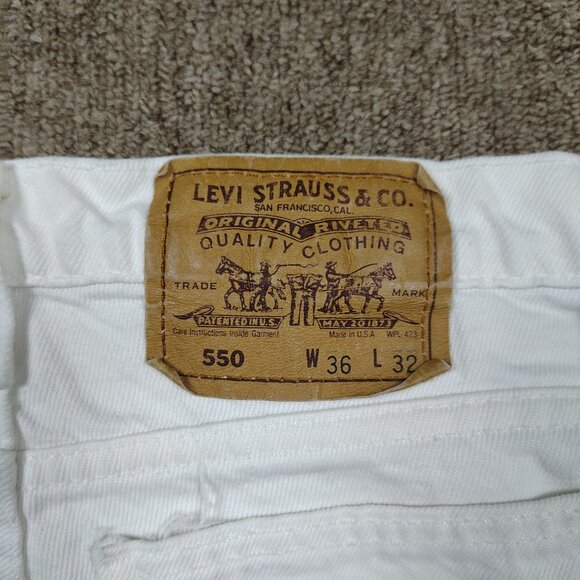 LEVI STRAUSS & CO.
SAN FRANCISCO, CAL.
ORIGINAL RIVETED
QUALITY CLOTHING
TRADE MARK
PATENTED IN U.S. MAY 20 1873
Care Instructions Inside Garment Made in U.S.A WPL 423
550 W 36 L 32